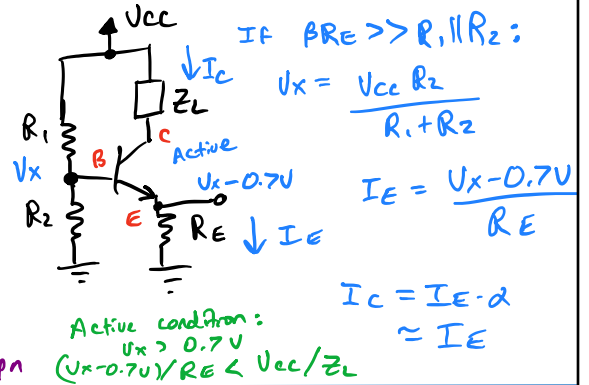 Vcc
If βRE >> R1 || R2 :
Ic
Vx = Vcc R2 / R1 + R2
ZL
R1
C
Active
B
Vx
Vx-0.7V
IE = Vx-0.7V / RE
R2
E
RE
IE
Ic = IE·α
≈ IE
Active condition:
Vx > 0.7V
pn
(Vx-0.7V)/RE < Vcc/ZL